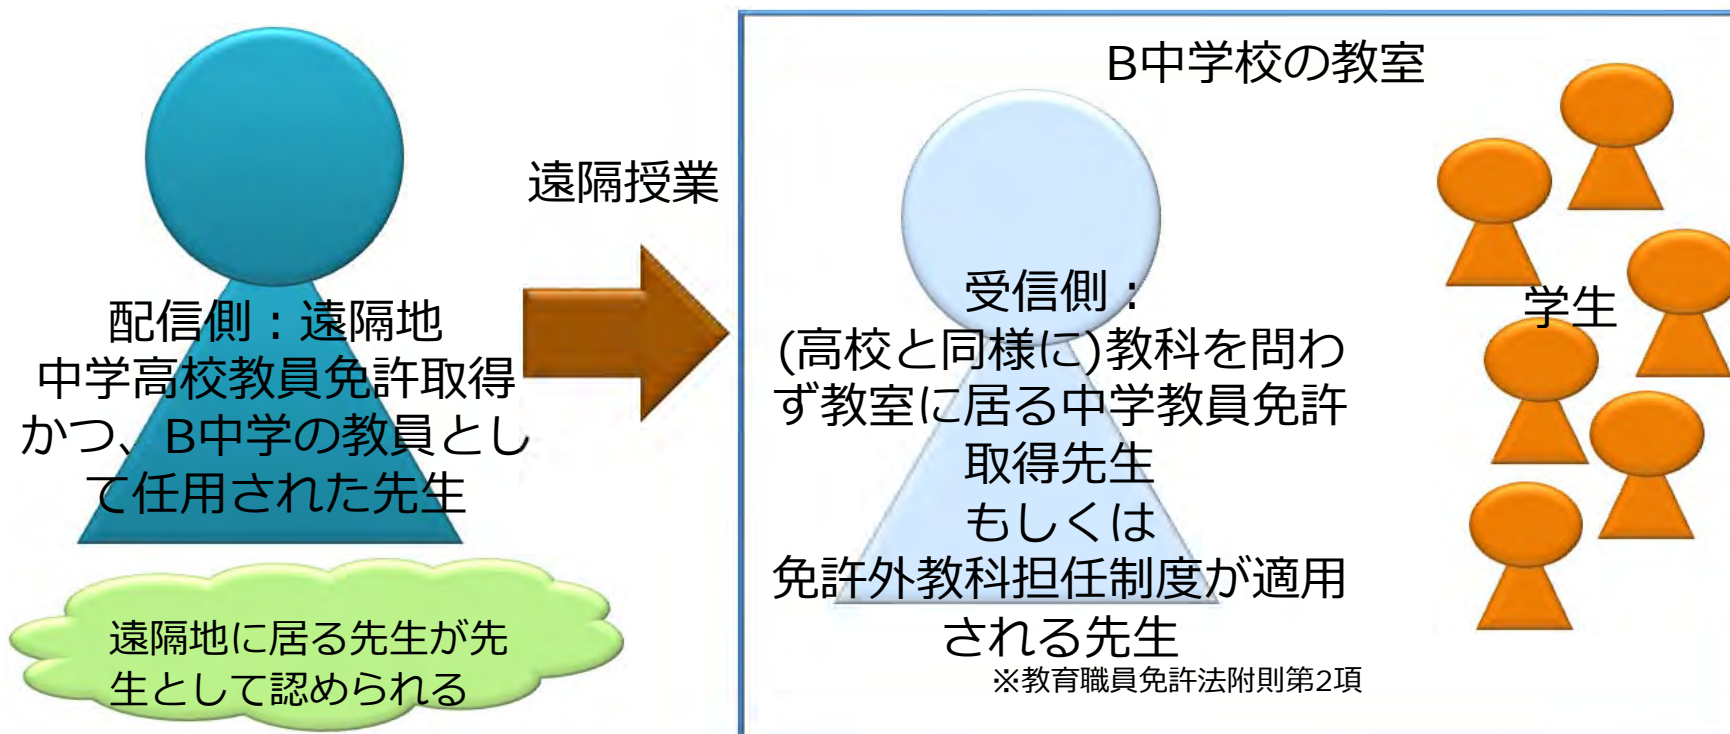 B中学校の教室
遠隔授業
配信側：遠隔地
中学高校教員免許取得
かつ、B中学の教員とし
て任用された先生
遠隔地に居る先生が先
生として認められる
受信側：
(高校と同様に)教科を問わ
ず教室に居る中学教員免許
取得先生
もしくは
免許外教科担任制度が適用
される先生
※教育職員免許法附則第2項
学生